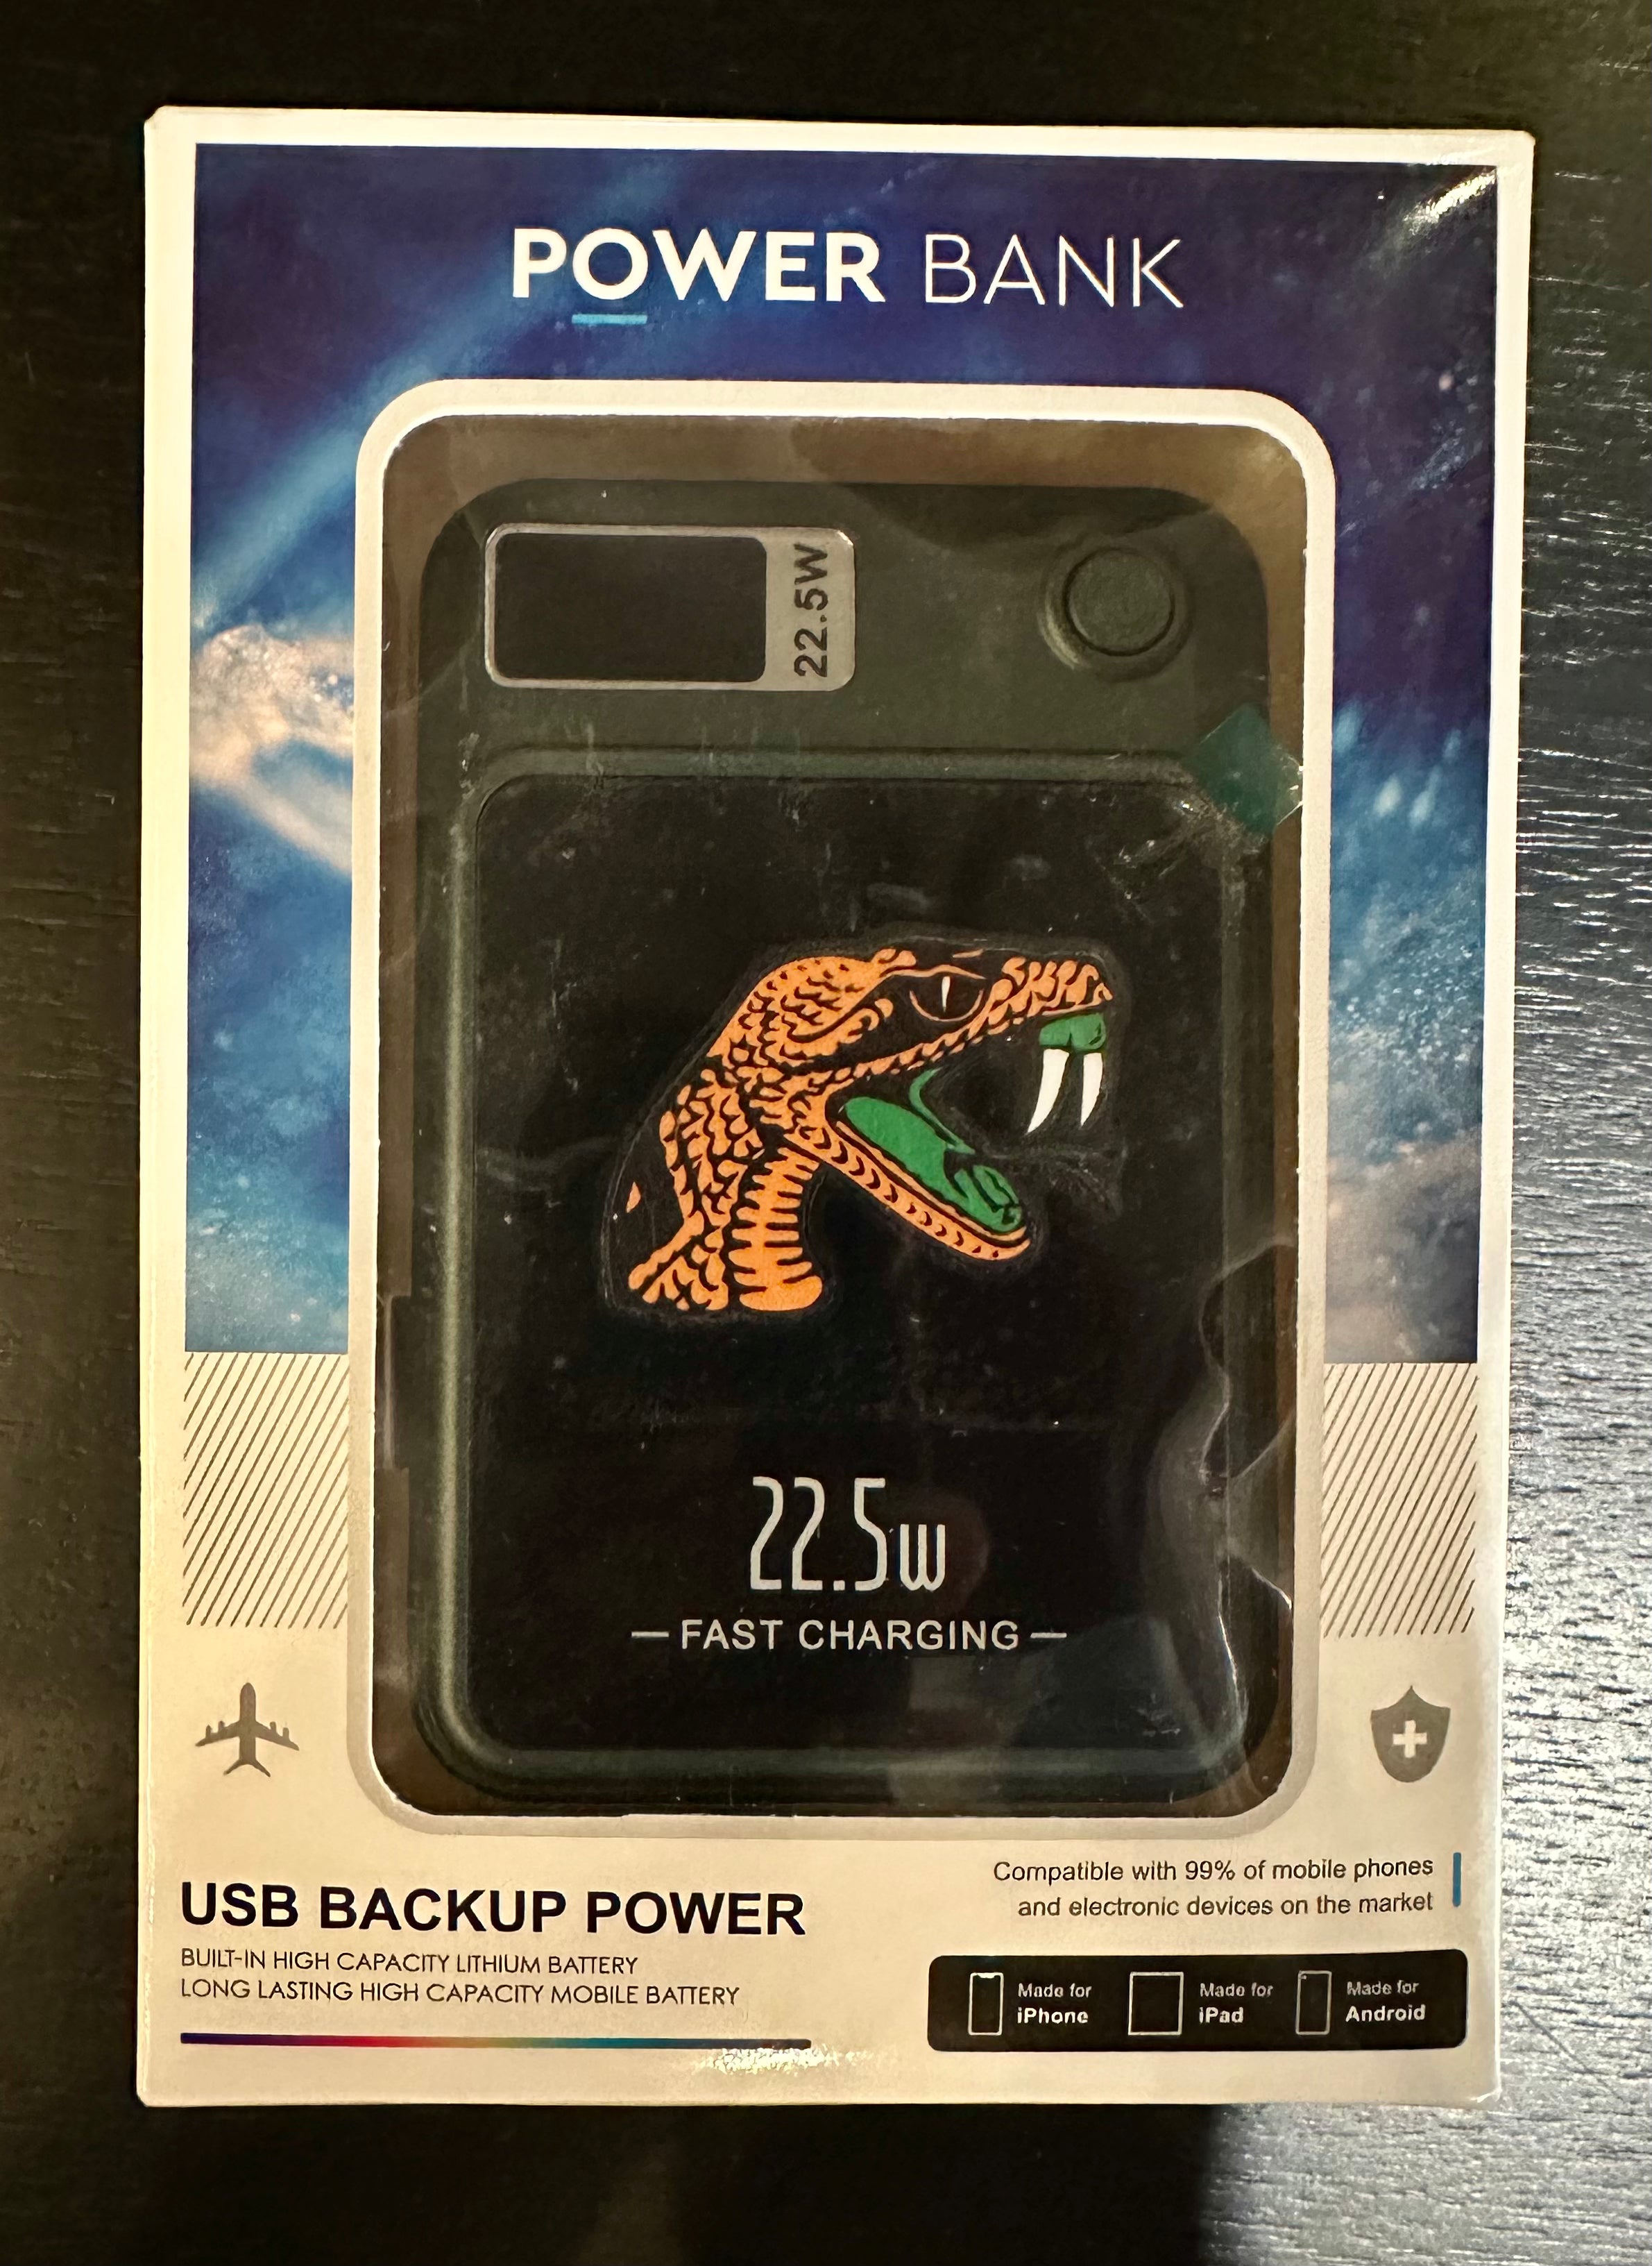 POWER BANK
22.5W
22.5w
— FAST CHARGING —
USB BACKUP POWER
BUILT-IN HIGH CAPACITY LITHIUM BATTERY
LONG LASTING HIGH CAPACITY MOBILE BATTERY
Compatible with 99% of mobile phones
and electronic devices on the market
Made for
iPhone
Made for
iPad
Made for
Android